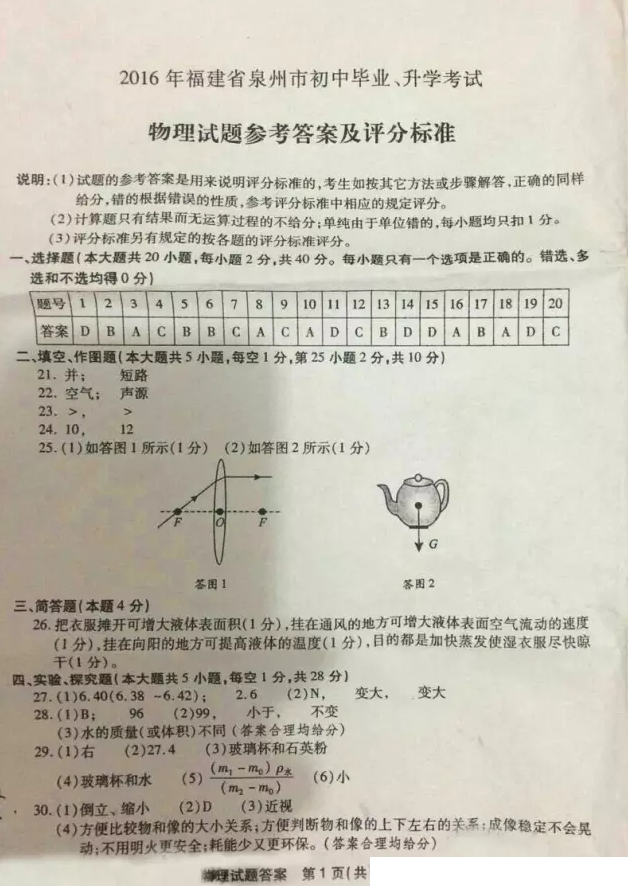 2016 年福建省泉州市初中毕业、升学考试
物理试题参考答案及评分标准
说明:(1)试题的参考答案是用来说明评分标准的,考生如按其它方法或步骤解答,正确的同样
给分,错的根据错误的性质,参考评分标准中相应的规定评分。
(2)计算题只有结果而无运算过程的不给分;单纯由于单位错的,每小题均只扣 1 分。
(3)评分标准另有规定的按各题的评分标准评分。
一、选择题(本大题共 20 小题,每小题 2 分,共 40 分。每小题只有一个选项是正确的。错选、多
选和不选均得 0 分)
题号 1 2 3 4 5 6 7 8 9 10 11 12 13 14 15 16 17 18 19 20
答案 D B A C B B C A C A D C B D D A B A D C
二、填空、作图题(本大题共 5 小题,每空 1 分,第 25 小题 2 分,共 10 分)
21. 并; 短路
22. 空气; 声源
23. >, >
24. 10, 12
25. (1)如答图 1 所示(1 分) (2)如答图 2 所示(1 分)
F O F
G
答图 1 答图 2
三、简答题(本题 4 分)
26. 把衣服摊开可增大液体表面积(1 分),挂在通风的地方可增大液体表面空气流动的速度
(1 分),挂在向阳的地方可提高液体的温度(1 分),目的都是加快蒸发使湿衣服尽快晾
干(1 分)。
四、实验、探究题(本大题共 5 小题,每空 1 分,共 28 分)
27. (1)6.40(6.38 ~6.42); 2.6 (2)N, 变大, 变大
28. (1)B; 96 (2)99, 小于, 不变
(3)水的质量(或体积)不同(答案合理均给分)
29. (1)右 (2)27.4 (3)玻璃杯和石英粉
(4)玻璃杯和水 (5) (m₁ - m₀) ρ水 / (m₂ - m₀) (6)小
30. (1)倒立、缩小 (2)D (3)近视
(4)方便比较物和像的大小关系;方便判断物和像的上下左右的关系;成像稳定不会晃
动;不用明火更安全;耗能少又更环保。(答案合理均给分)
物理试题答案 第 1 页(共